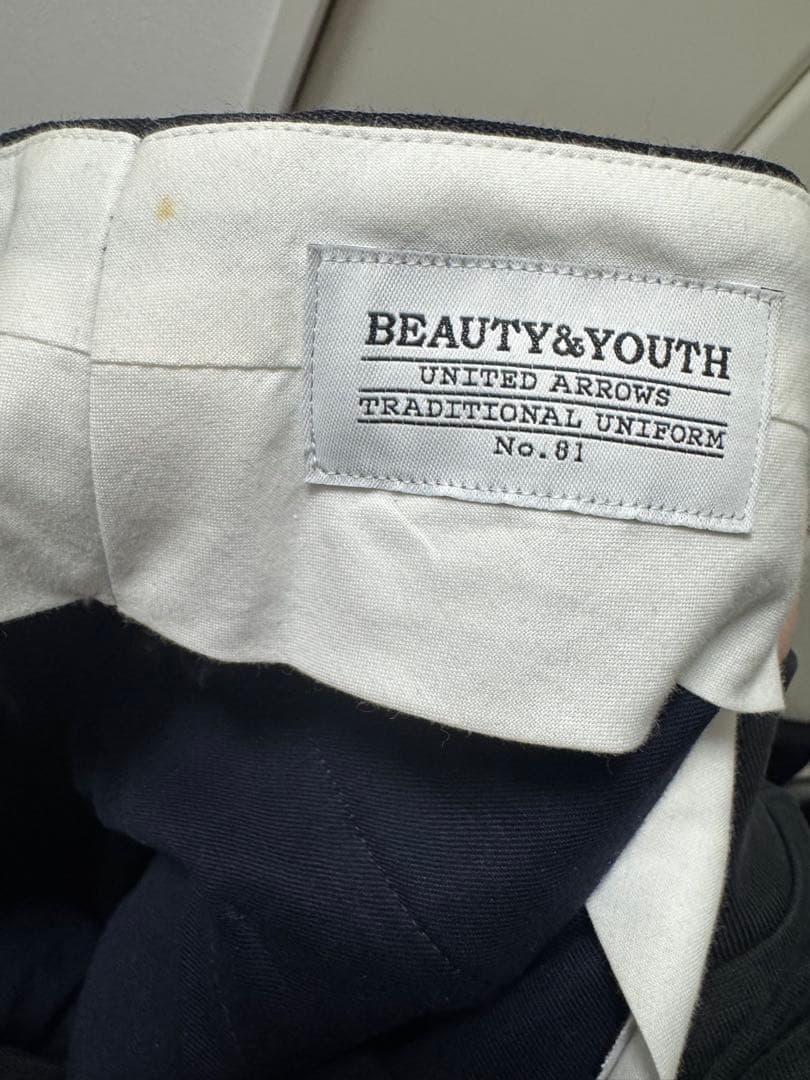 BEAUTY&YOUTH
UNITED ARROWS
TRADITIONAL UNIFORM
No.81